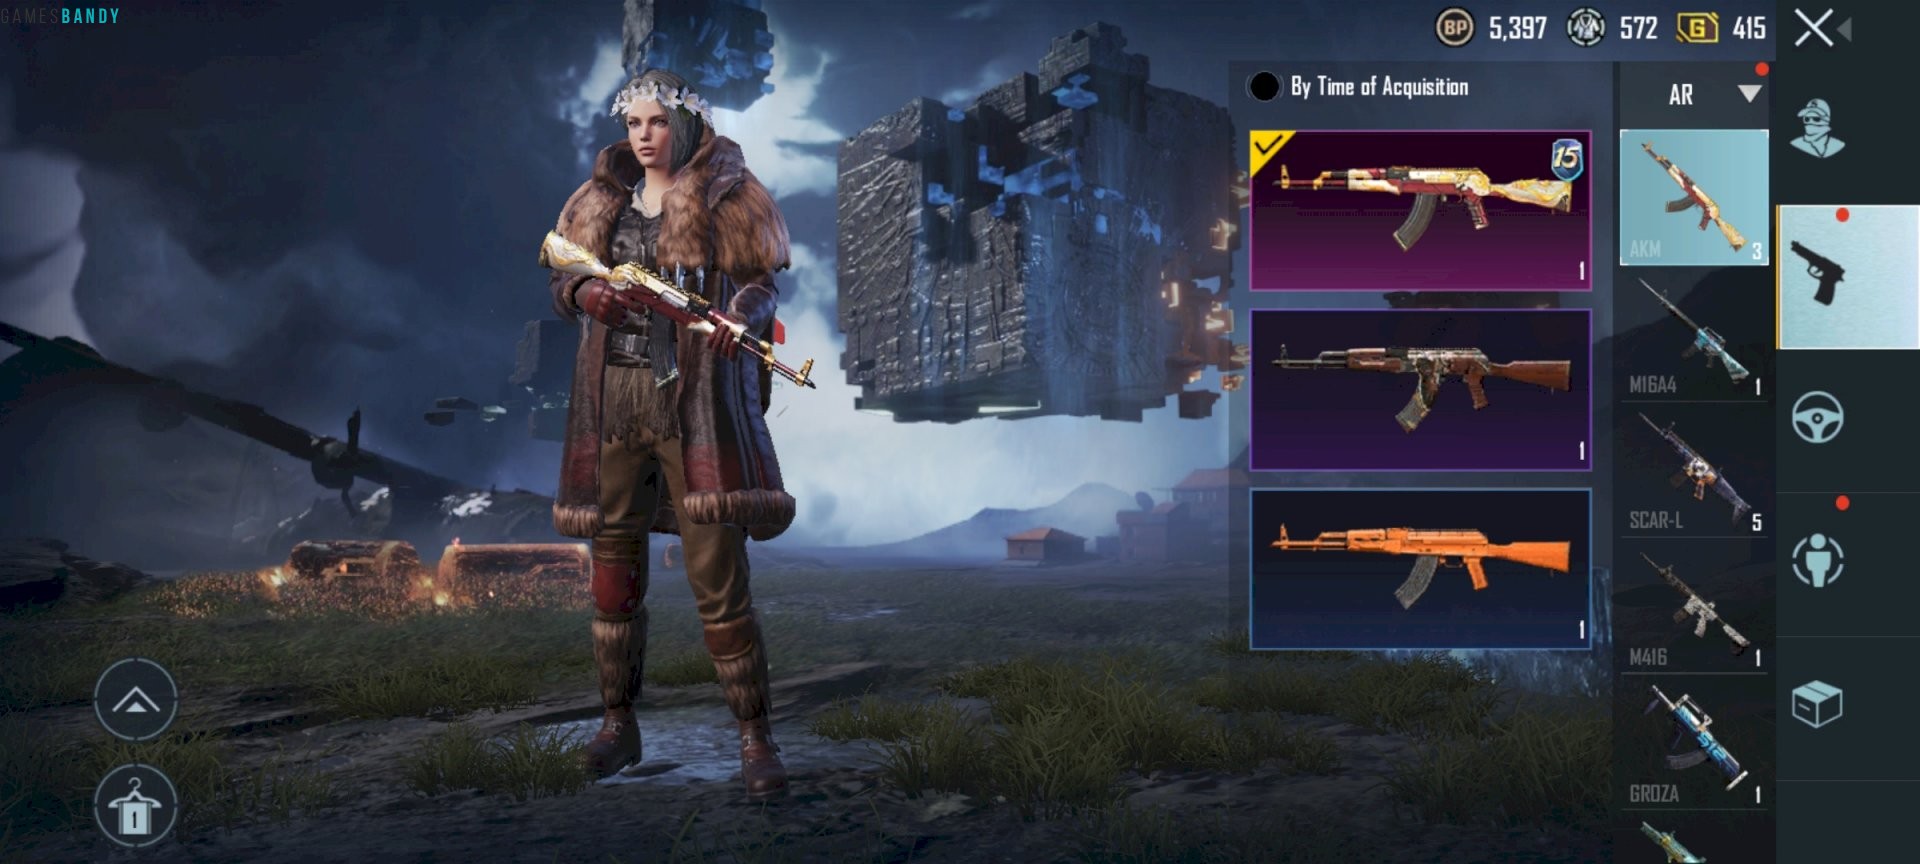 GAMESBANDY
BP 5,397 572 G 415
By Time of Acquisition
AR
15
1
AKM 3
1
M16A4 1
SCAR-L 5
1
M416 1
GROZA 1
1